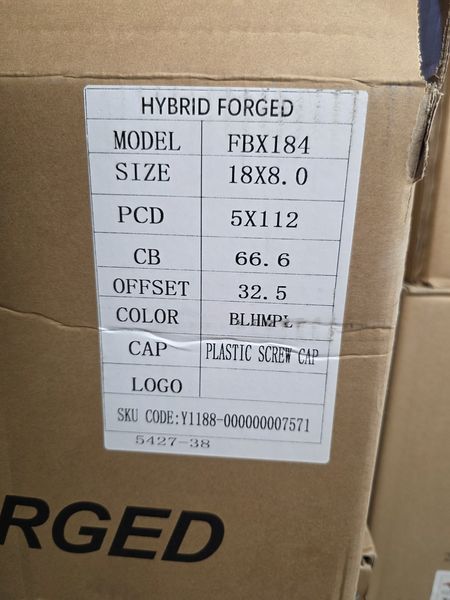 HYBRID FORGED
MODEL FBX184
SIZE 18X8.0
PCD 5X112
CB 66.6
OFFSET 32.5
COLOR BLHMPL
CAP PLASTIC SCREW CAP
LOGO
SKU CODE:Y1188-000000007571
5427-38
RGED